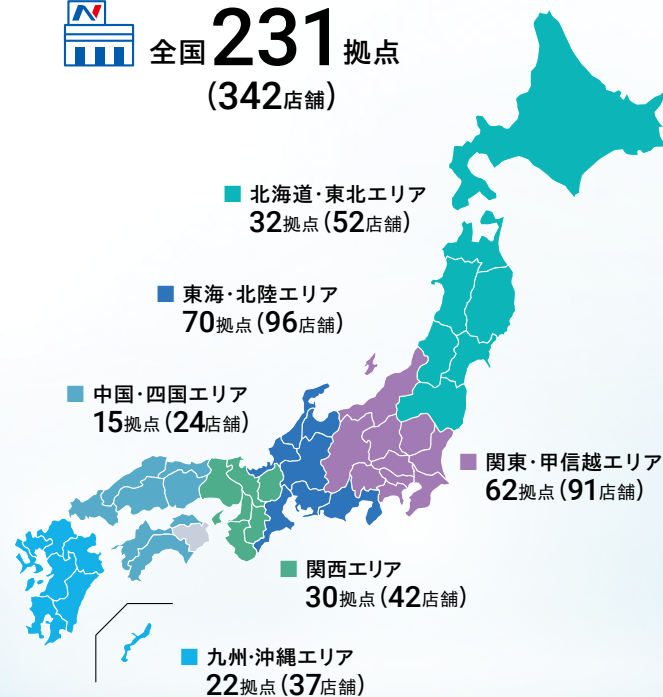 N
全国231拠点
(342店舗)
北海道・東北エリア
32拠点(52店舗)
東海・北陸エリア
70拠点(96店舗)
中国・四国エリア
15拠点(24店舗)
関東・甲信越エリア
62拠点(91店舗)
関西エリア
30拠点(42店舗)
九州・沖縄エリア
22拠点(37店舗)